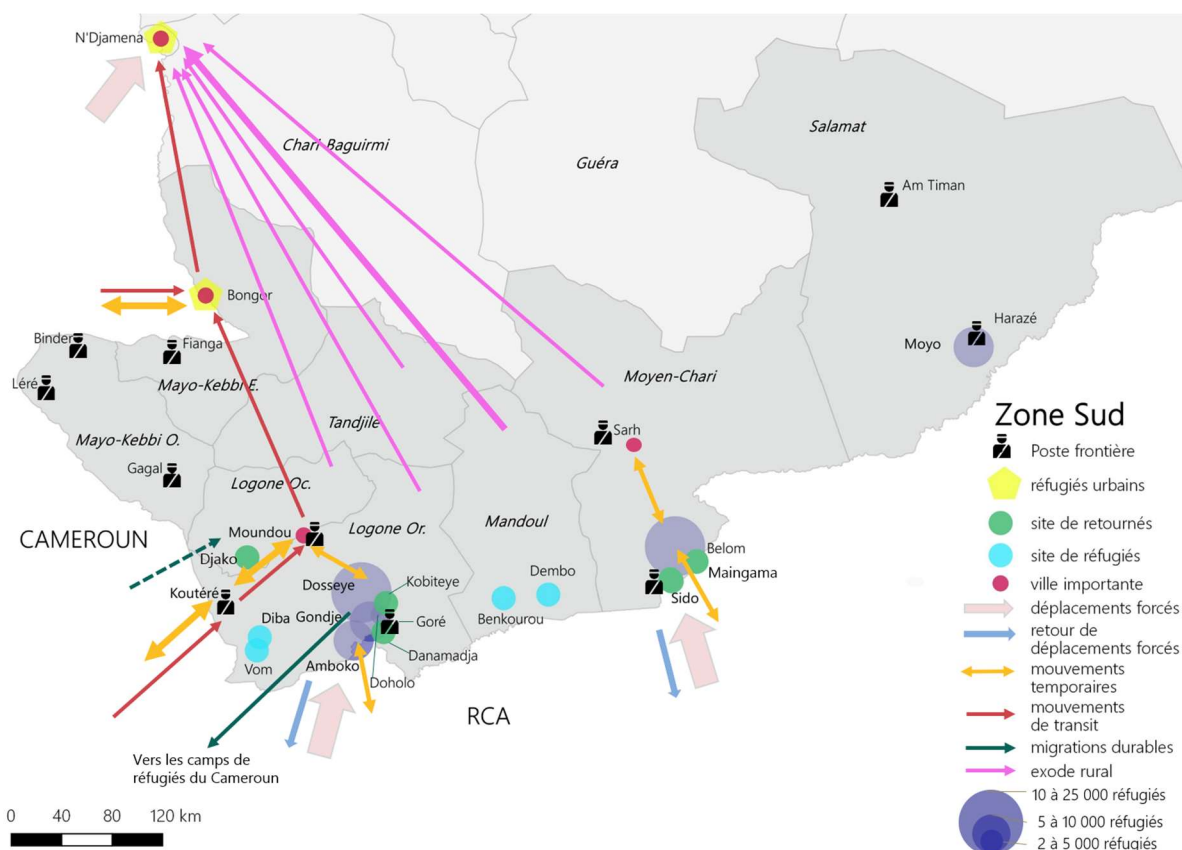 N'Djamena
Salamat
Chari-Baguirmi
Guéra
Am Timan
Bongor
Harazé
Binder
Fianga
Moyo
Léré
Mayo-Kebbi E.
Moyen-Chari
Tandjilé
Sarh
Mayo-Kebbi O.
Gagal
Logone Oc.
Logone Or.
Mandoul
CAMEROUN
Moundou
Djako
Belom
Maingama
Dosseye
Kobiteye
Dembo
Koutéré
Sido
Diba
Gondje
Goré
Benkourou
Vom
Amboko
Danamadja
Doholo
RCA
Vers les camps de
réfugiés du Cameroun
0 40 80 120 km
Zone Sud
Poste frontière
réfugiés urbains
site de retournés
site de réfugiés
ville importante
déplacements forcés
retour de
déplacements forcés
mouvements
temporaires
mouvements
de transit
migrations durables
exode rural
10 à 25 000 réfugiés
5 à 10 000 réfugiés
2 à 5 000 réfugiés